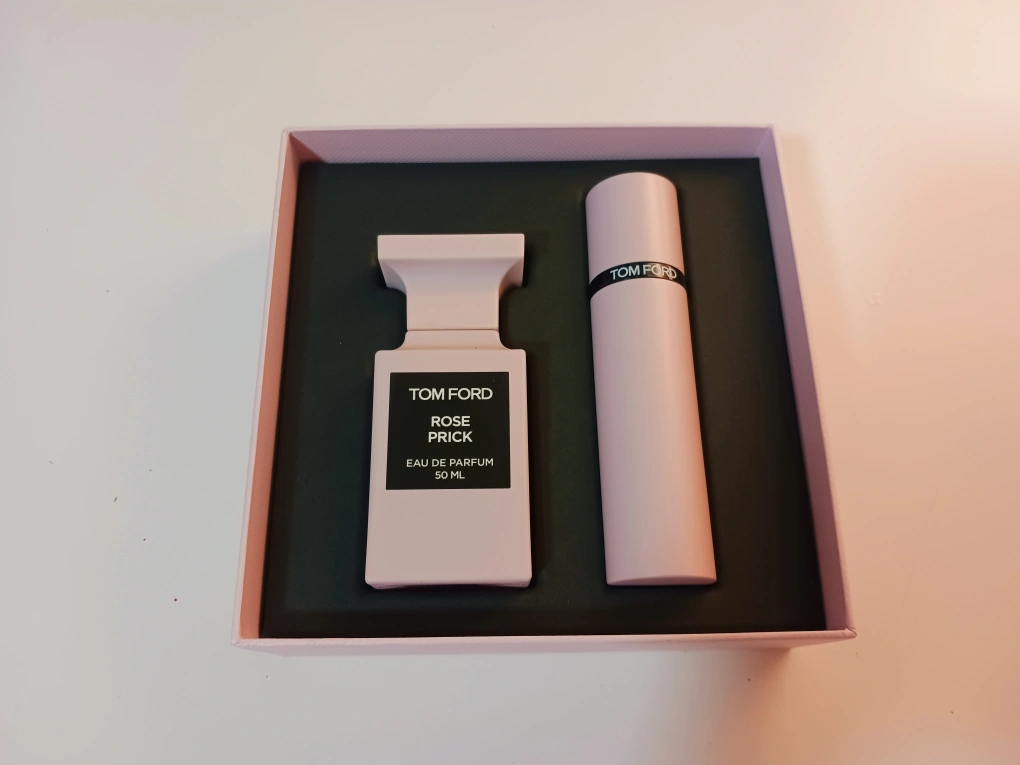 TOM FORD
ROSE
PRICK
EAU DE PARFUM
50 ML
TOM FORD